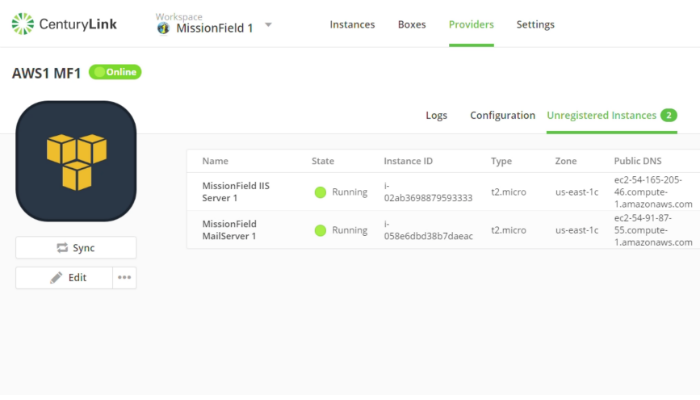 CenturyLink
Workspace
MissionField 1
Instances Boxes Providers Settings
AWS1 MF1 Online
Logs Configuration Unregistered Instances 2
Name State Instance ID Type Zone Public DNS
MissionField IIS
Server 1
Running
i-
02ab3698879593333
t2.micro
us-east-1c
ec2-54-165-205-
46.compute-
1.amazonaws.com
MissionField
MailServer 1
Running
i-
058e6dbd38b7daeac
t2.micro
us-east-1c
ec2-54-91-87-
55.compute-
1.amazonaws.com
Sync
Edit